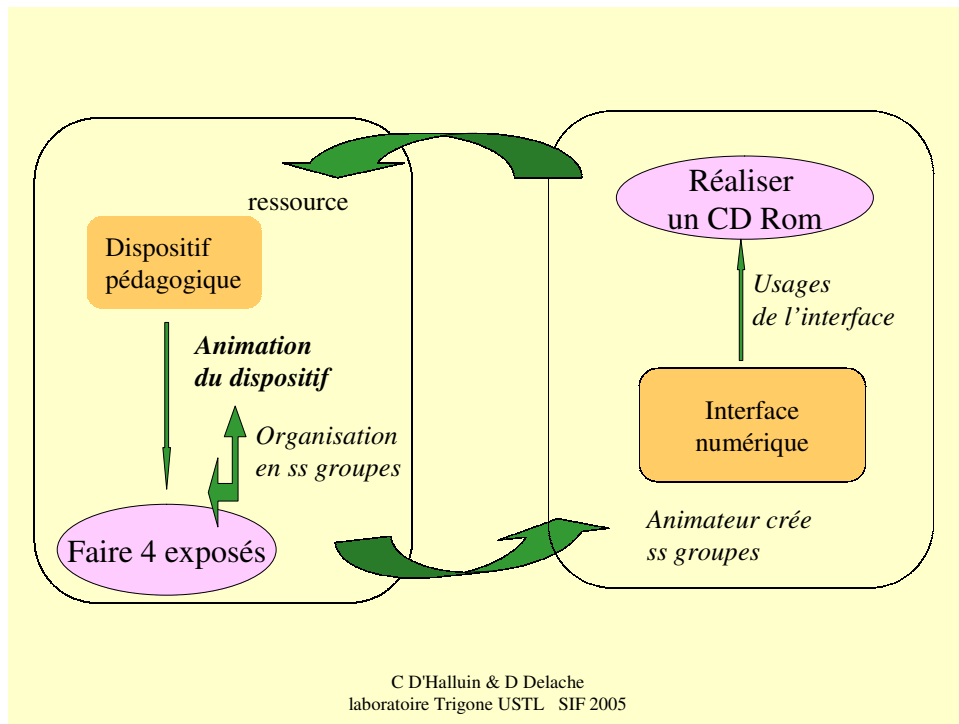 ressource
Dispositif
pédagogique
Animation
du dispositif
Organisation
en ss groupes
Faire 4 exposés
Réaliser
un CD Rom
Usages
de l’interface
Interface
numérique
Animateur crée
ss groupes
C D'Halluin & D Delache
laboratoire Trigone USTL SIF 2005